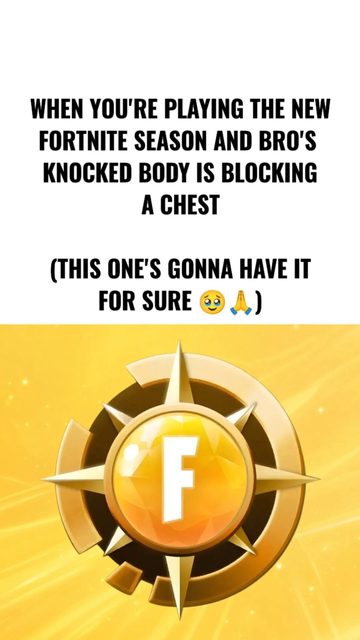 WHEN YOU'RE PLAYING THE NEW
FORTNITE SEASON AND BRO'S
KNOCKED BODY IS BLOCKING
A CHEST
(THIS ONE'S GONNA HAVE IT
FOR SURE 🥹🙏)
F